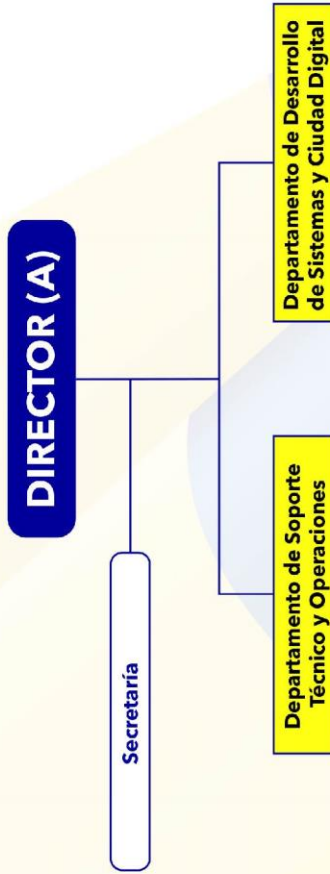 DIRECTOR (A)
Secretaría
Departamento de Soporte
Técnico y Operaciones
Departamento de Desarrollo
de Sistemas y Ciudad Digital